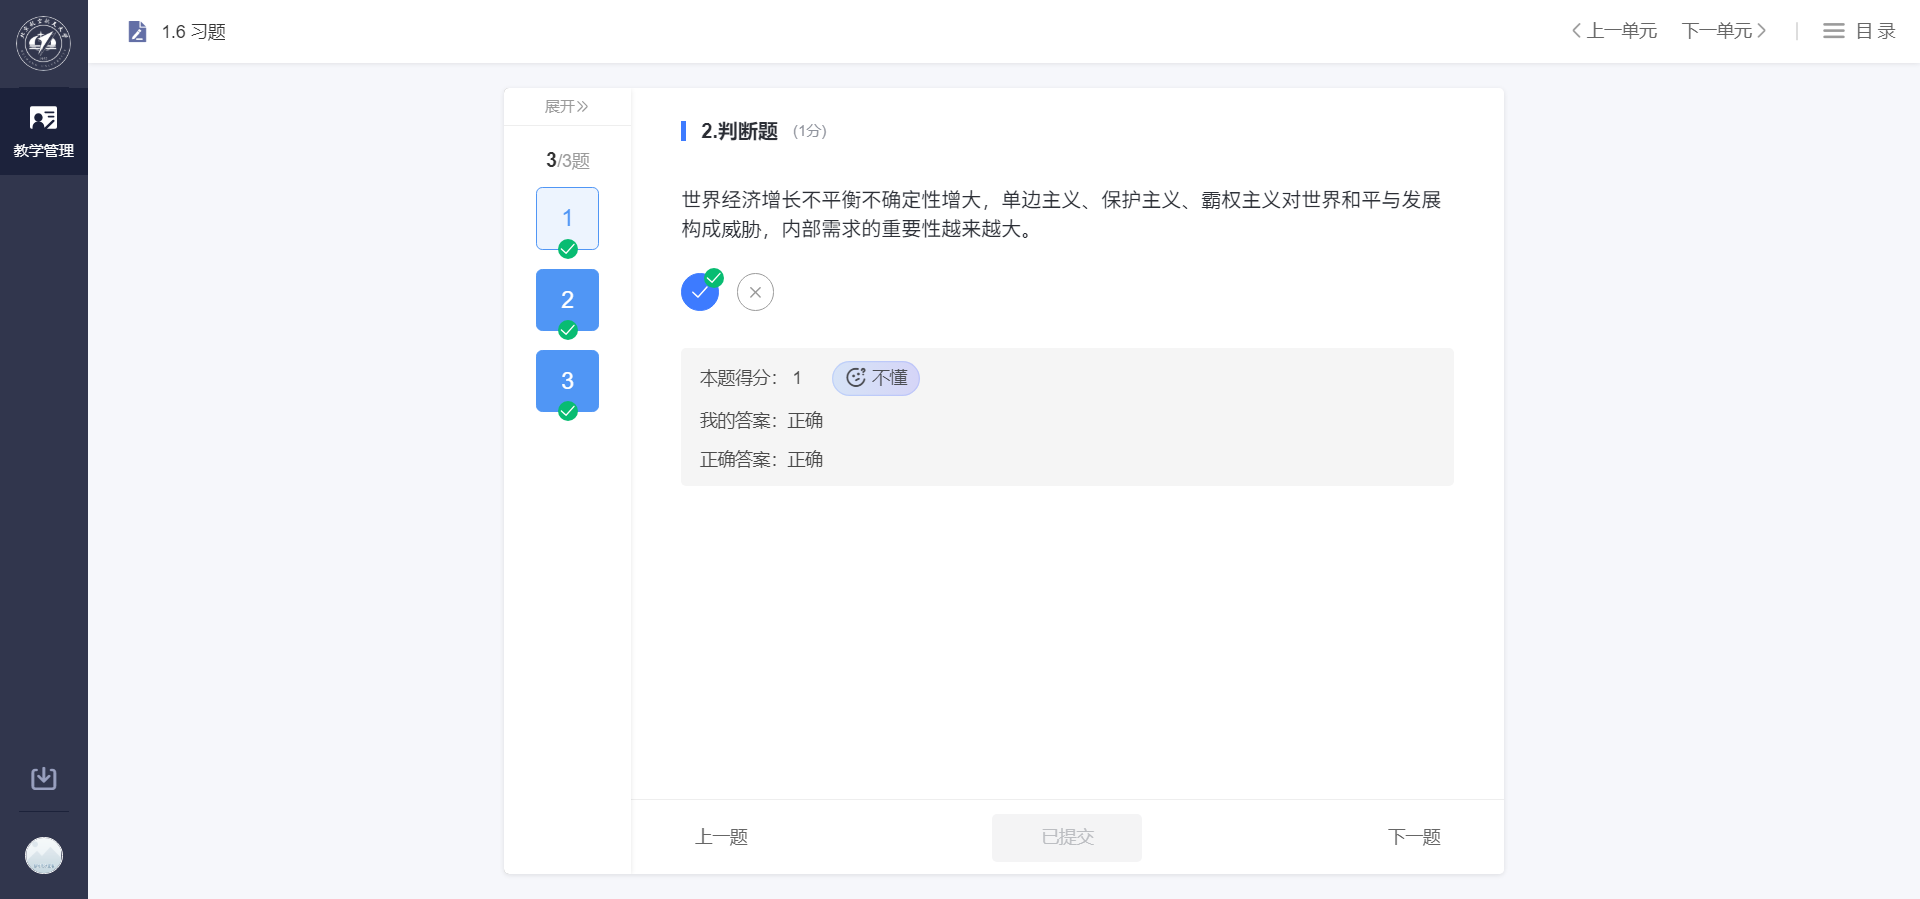 1.6 习题
上一单元 下一单元 目录
教学管理
展开
3/3题
1
2
3
2.判断题 (1分)
世界经济增长不平衡不确定性增大，单边主义、保护主义、霸权主义对世界和平与发展
构成威胁，内部需求的重要性越来越大。
本题得分： 1 不懂
我的答案：正确
正确答案：正确
上一题 已提交 下一题